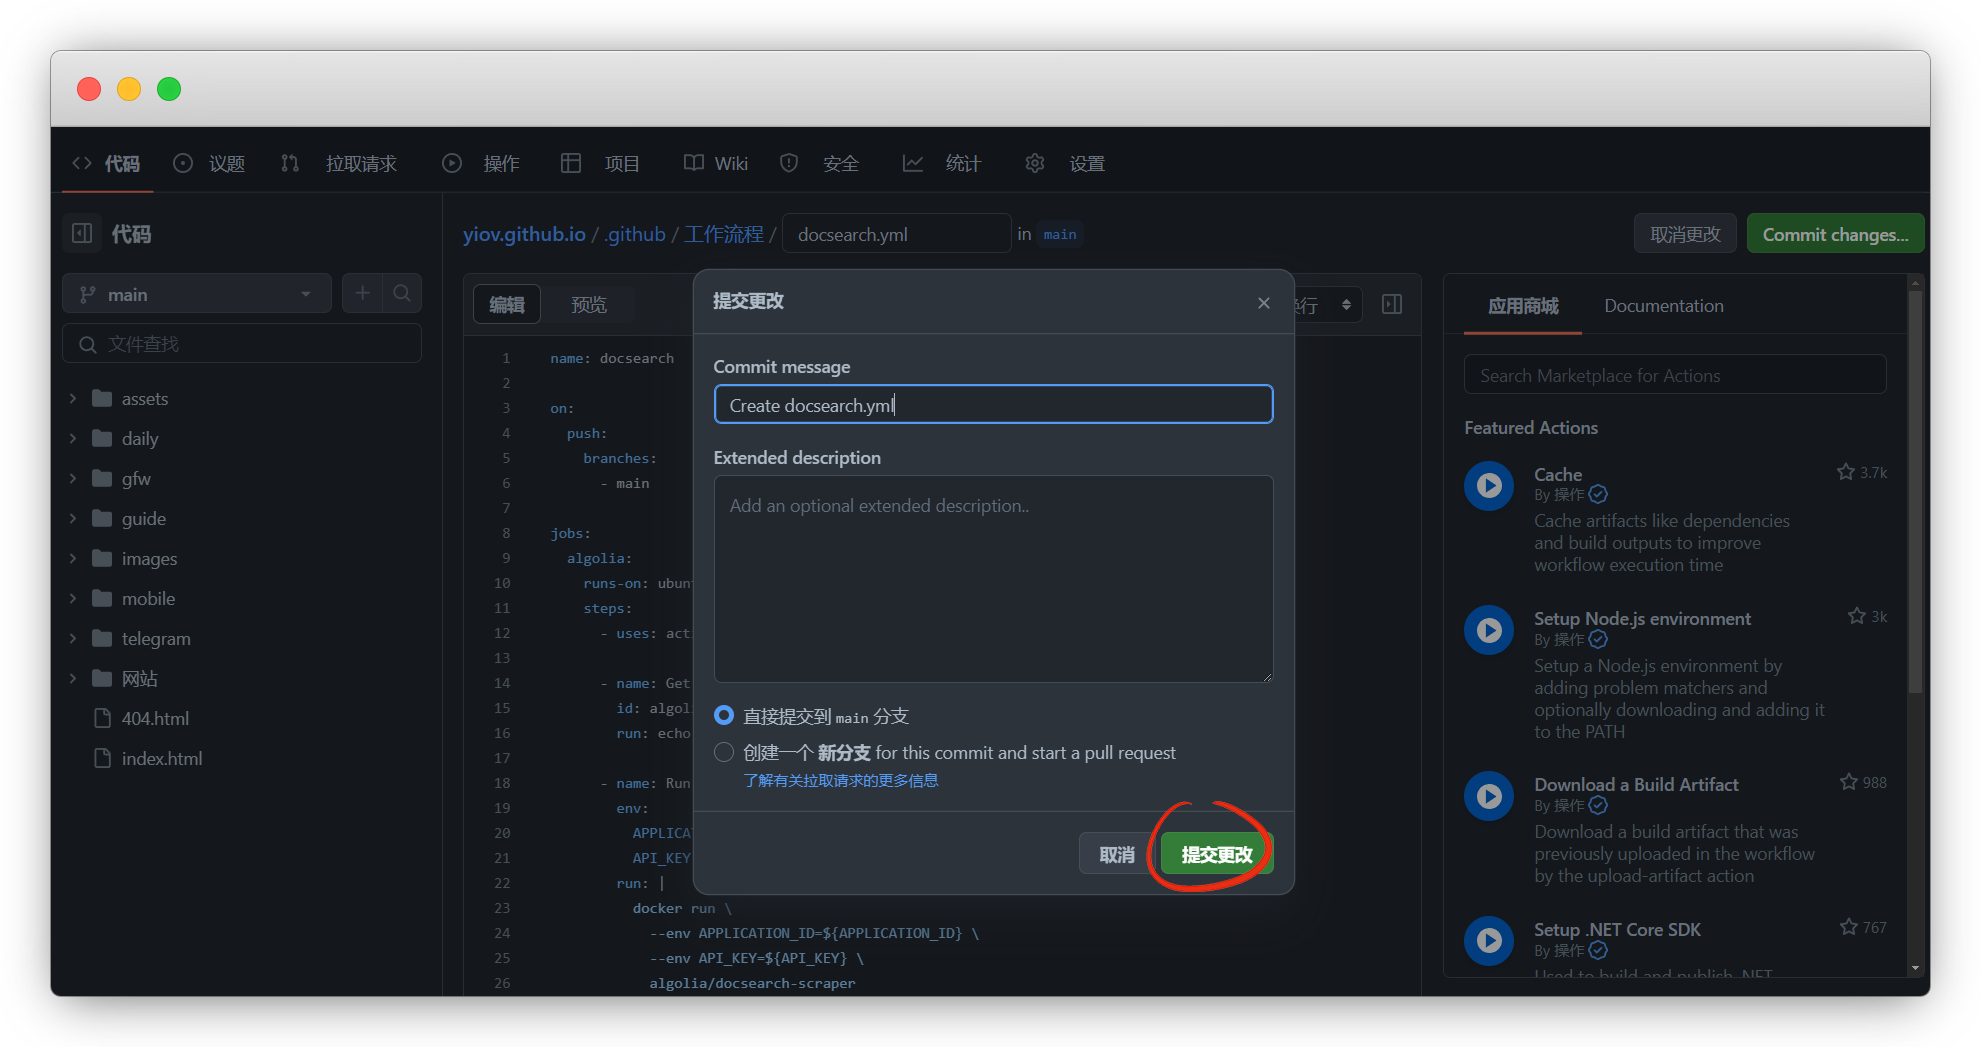 代码
议题
拉取请求
操作
项目
Wiki
安全
统计
设置
代码
main
文件查找
assets
daily
gfw
guide
images
mobile
telegram
网站
404.html
index.html
yiov.github.io / .github / 工作流程 / docsearch.yml in main
取消更改
Commit changes...
编辑
预览
换行
1 name: docsearch
2
3 on:
4 push:
5 branches:
6 - main
7
8 jobs:
9 algolia:
10 runs-on: ubun
11 steps:
12 - uses: act
13
14 - name: Get
15 id: algol
16 run: echo
17
18 - name: Run
19 env:
20 APPLICA
21 API_KEY
22 run: |
23 docker run \
24 --env APPLICATION_ID=${APPLICATION_ID} \
25 --env API_KEY=${API_KEY} \
26 algolia/docsearch-scraper
提交更改
Commit message
Create docsearch.yml
Extended description
Add an optional extended description..
直接提交到 main 分支
创建一个 新分支 for this commit and start a pull request
了解有关拉取请求的更多信息
取消
提交更改
应用商城
Documentation
Search Marketplace for Actions
Featured Actions
Cache
3.7k
By 操作
Cache artifacts like dependencies
and build outputs to improve
workflow execution time
Setup Node.js environment
3k
By 操作
Setup a Node.js environment by
adding problem matchers and
optionally downloading and adding it
to the PATH
Download a Build Artifact
988
By 操作
Download a build artifact that was
previously uploaded in the workflow
by the upload-artifact action
Setup .NET Core SDK
767
By 操作
Used to build and publish .NET